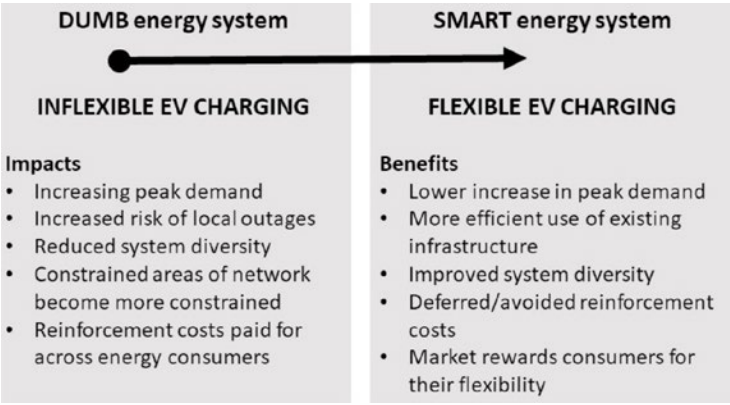 DUMB energy system
INFLEXIBLE EV CHARGING
Impacts
• Increasing peak demand
• Increased risk of local outages
• Reduced system diversity
• Constrained areas of network
become more constrained
• Reinforcement costs paid for
across energy consumers
SMART energy system
FLEXIBLE EV CHARGING
Benefits
• Lower increase in peak demand
• More efficient use of existing
infrastructure
• Improved system diversity
• Deferred/avoided reinforcement
costs
• Market rewards consumers for
their flexibility